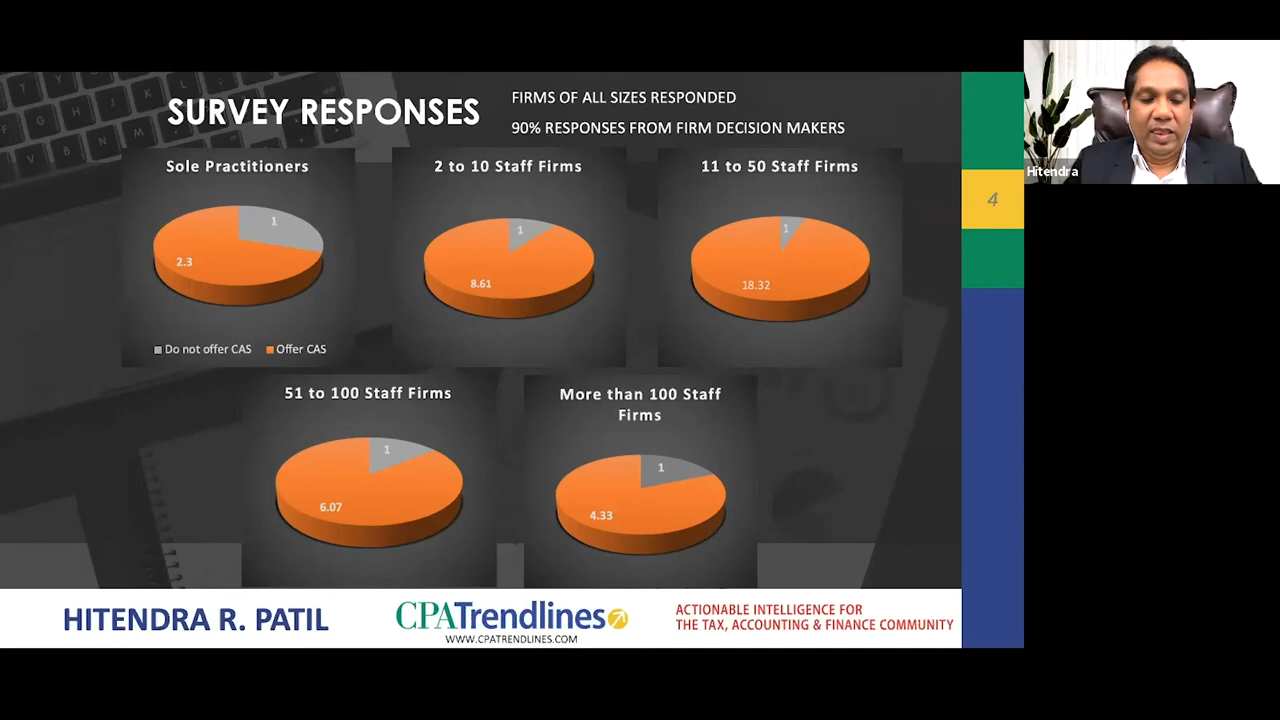 SURVEY RESPONSES
FIRMS OF ALL SIZES RESPONDED
90% RESPONSES FROM FIRM DECISION MAKERS
Sole Practitioners
1
2.3
Do not offer CAS
Offer CAS
2 to 10 Staff Firms
1
8.61
11 to 50 Staff Firms
1
18.32
51 to 100 Staff Firms
1
6.07
More than 100 Staff
Firms
1
4.33
4
Hitendra
HITENDRA R. PATIL
CPATrendlines
WWW.CPATRENDLINES.COM
ACTIONABLE INTELLIGENCE FOR
THE TAX, ACCOUNTING & FINANCE COMMUNITY